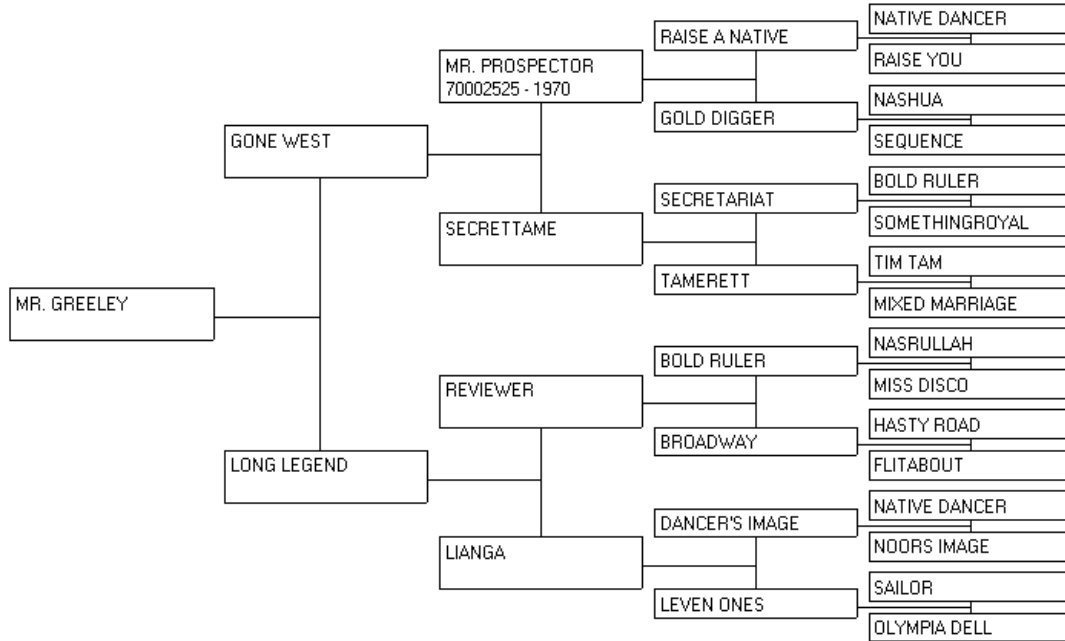 NATIVE DANCER
RAISE A NATIVE
RAISE YOU
MR. PROSPECTOR
70002525 - 1970
NASHUA
GOLD DIGGER
SEQUENCE
GONE WEST
BOLD RULER
SECRETARIAT
SOMETHINGROYAL
SECRETTAME
TIM TAM
TAMERETT
MIXED MARRIAGE
MR. GREELEY
NASRULLAH
BOLD RULER
MISS DISCO
REVIEWER
HASTY ROAD
BROADWAY
FLITABOUT
LONG LEGEND
NATIVE DANCER
DANCER'S IMAGE
NOORS IMAGE
LIANGA
SAILOR
LEVEN ONES
OLYMPIA DELL